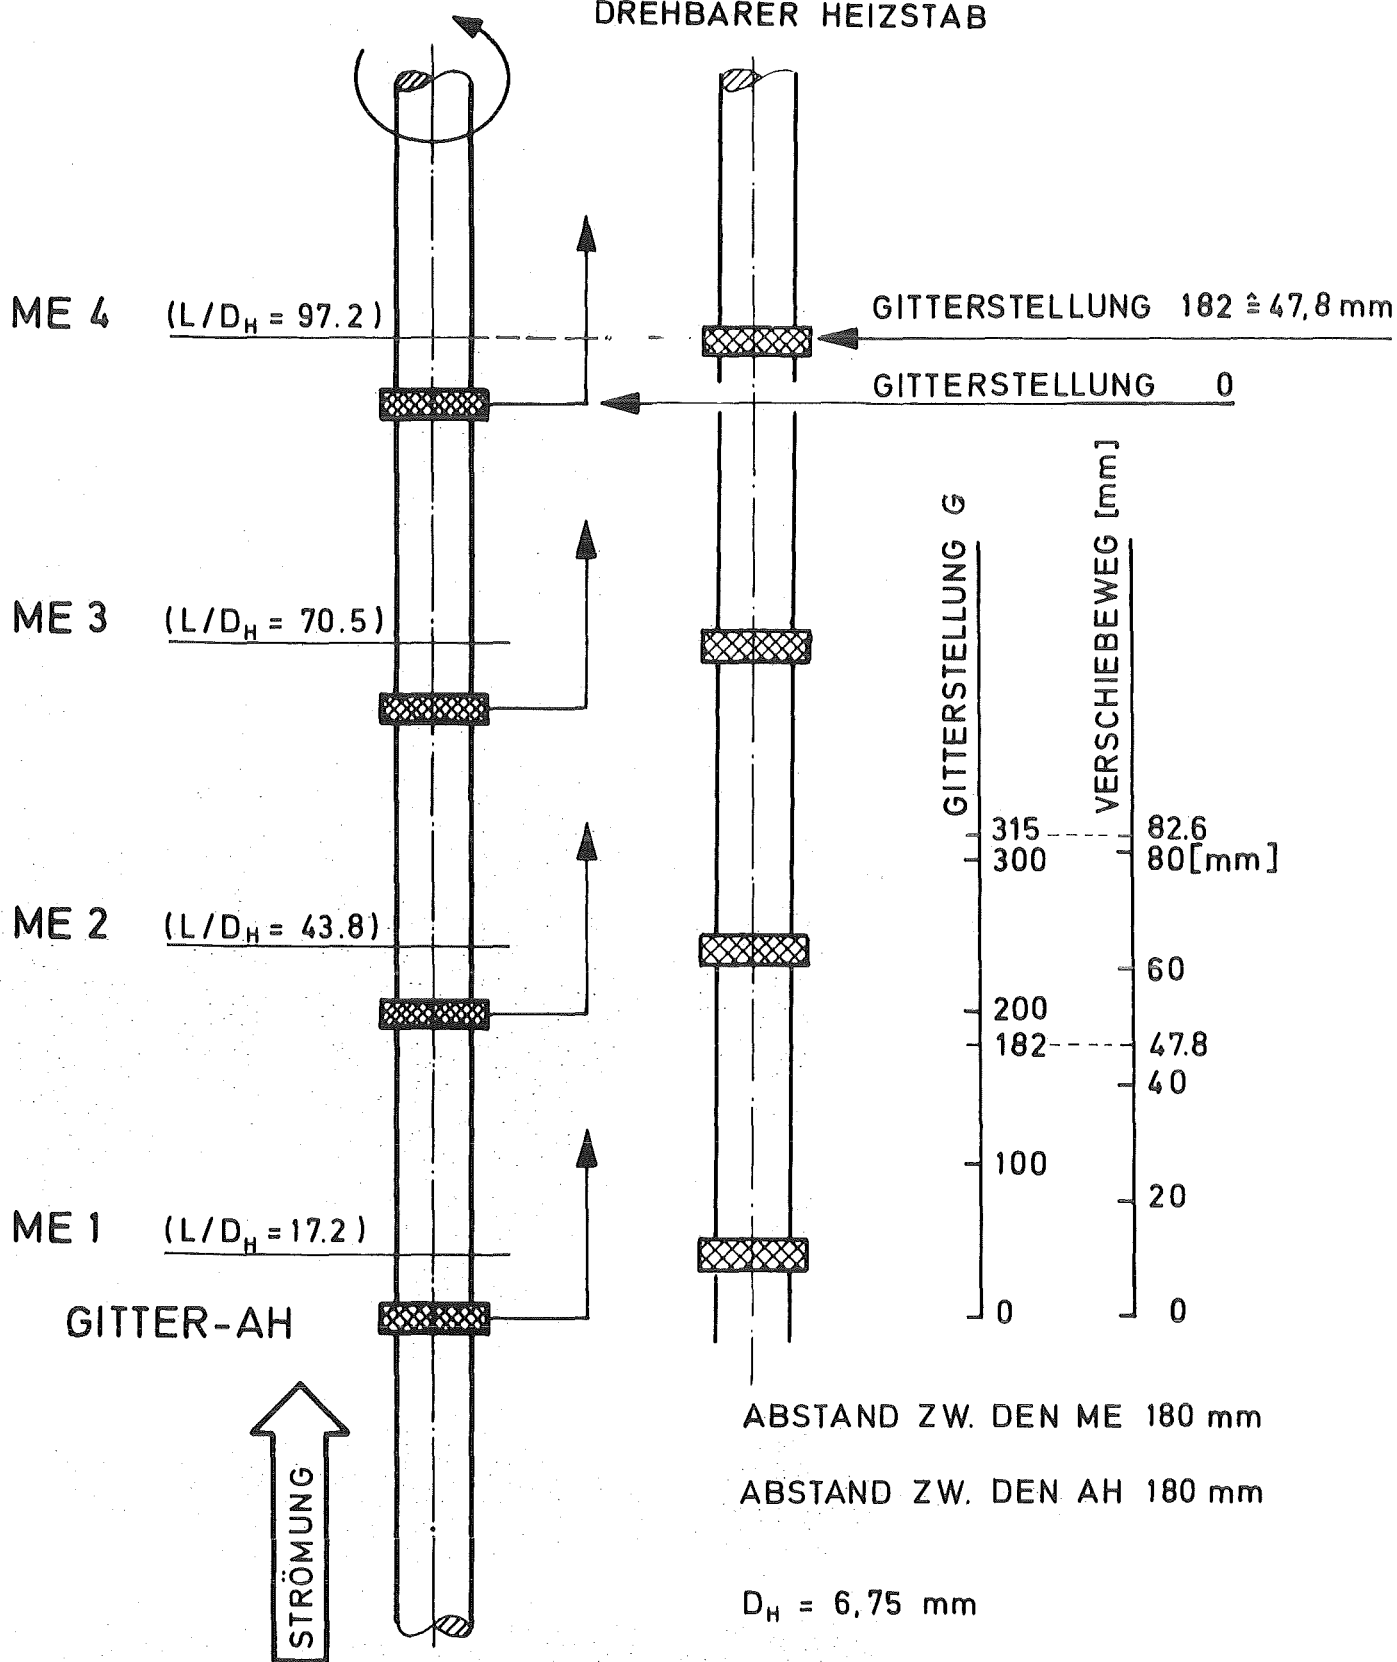 DREHBARER HEIZSTAB
ME 4 (L/D_H = 97.2)
GITTERSTELLUNG 182 ≙ 47,8 mm
GITTERSTELLUNG 0
ME 3 (L/D_H = 70.5)
GITTERSTELLUNG G
VERSCHIEBEWEG [mm]
315 82.6
300 80 [mm]
ME 2 (L/D_H = 43.8)
60
200
182 47.8
40
100
20
ME 1 (L/D_H = 17.2)
0 0
GITTER-AH
STRÖMUNG
ABSTAND ZW. DEN ME 180 mm
ABSTAND ZW. DEN AH 180 mm
D_H = 6,75 mm